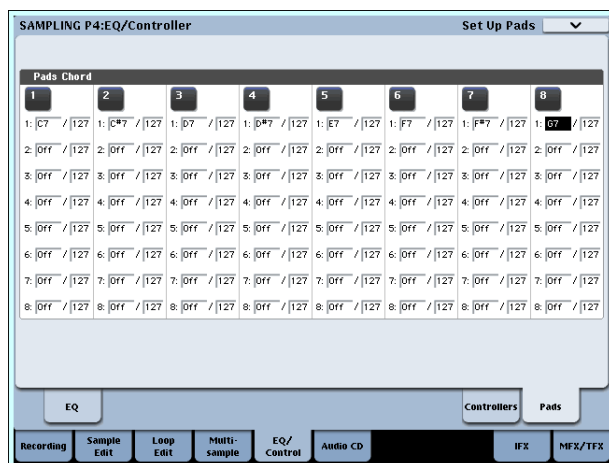 SAMPLING P4:EQ/Controller Set Up Pads
Pads Chord
1 2 3 4 5 6 7 8
1: C7 /127 1: C#7 /127 1: D7 /127 1: D#7 /127 1: E7 /127 1: F7 /127 1: F#7 /127 1: G7 /127
2: Off /127 2: Off /127 2: Off /127 2: Off /127 2: Off /127 2: Off /127 2: Off /127 2: Off /127
3: Off /127 3: Off /127 3: Off /127 3: Off /127 3: Off /127 3: Off /127 3: Off /127 3: Off /127
4: Off /127 4: Off /127 4: Off /127 4: Off /127 4: Off /127 4: Off /127 4: Off /127 4: Off /127
5: Off /127 5: Off /127 5: Off /127 5: Off /127 5: Off /127 5: Off /127 5: Off /127 5: Off /127
6: Off /127 6: Off /127 6: Off /127 6: Off /127 6: Off /127 6: Off /127 6: Off /127 6: Off /127
7: Off /127 7: Off /127 7: Off /127 7: Off /127 7: Off /127 7: Off /127 7: Off /127 7: Off /127
8: Off /127 8: Off /127 8: Off /127 8: Off /127 8: Off /127 8: Off /127 8: Off /127 8: Off /127
EQ Controllers Pads
Recording Sample Edit Loop Edit Multi-sample EQ/Control Audio CD IFX MFX/TFX